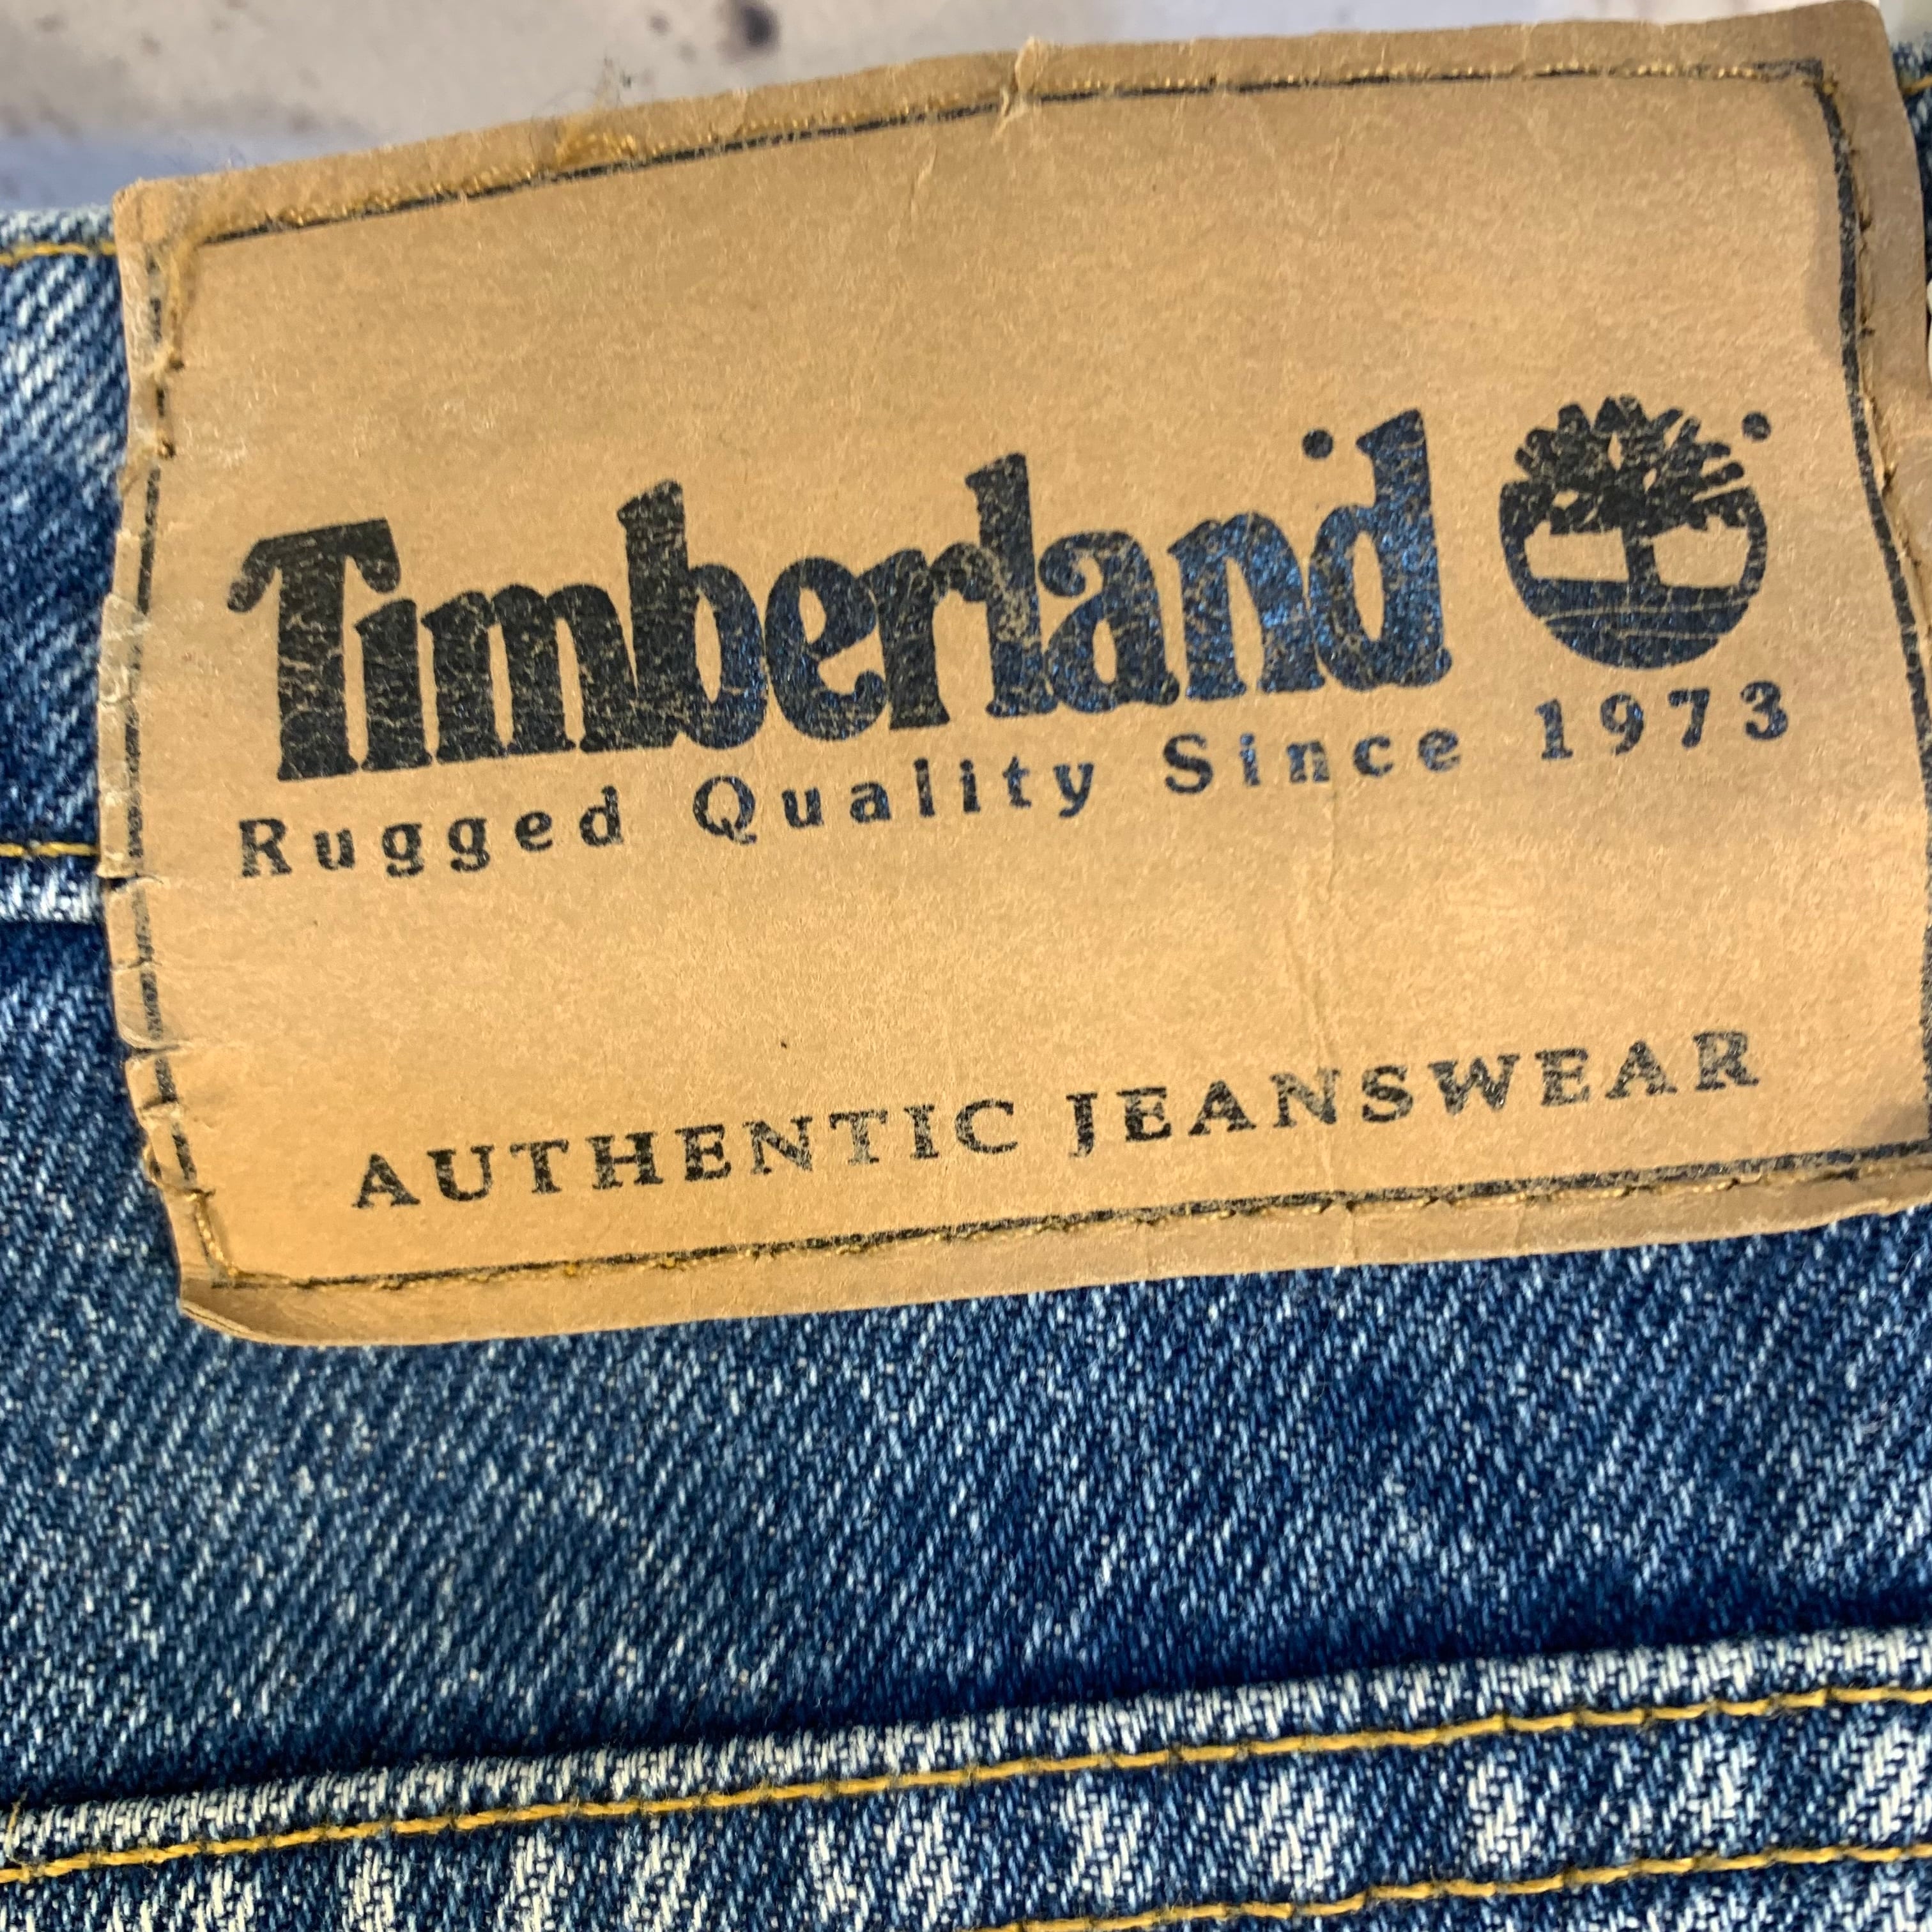 Timberland
Rugged Quality Since 1973
AUTHENTIC JEANSWEAR